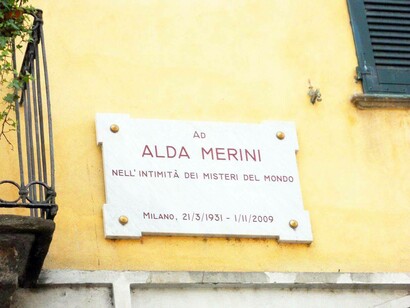 AD
ALDA MERINI
NELL'INTIMITÀ DEI MISTERI DEL MONDO
MILANO, 21/3/1931 - 1/11/2009